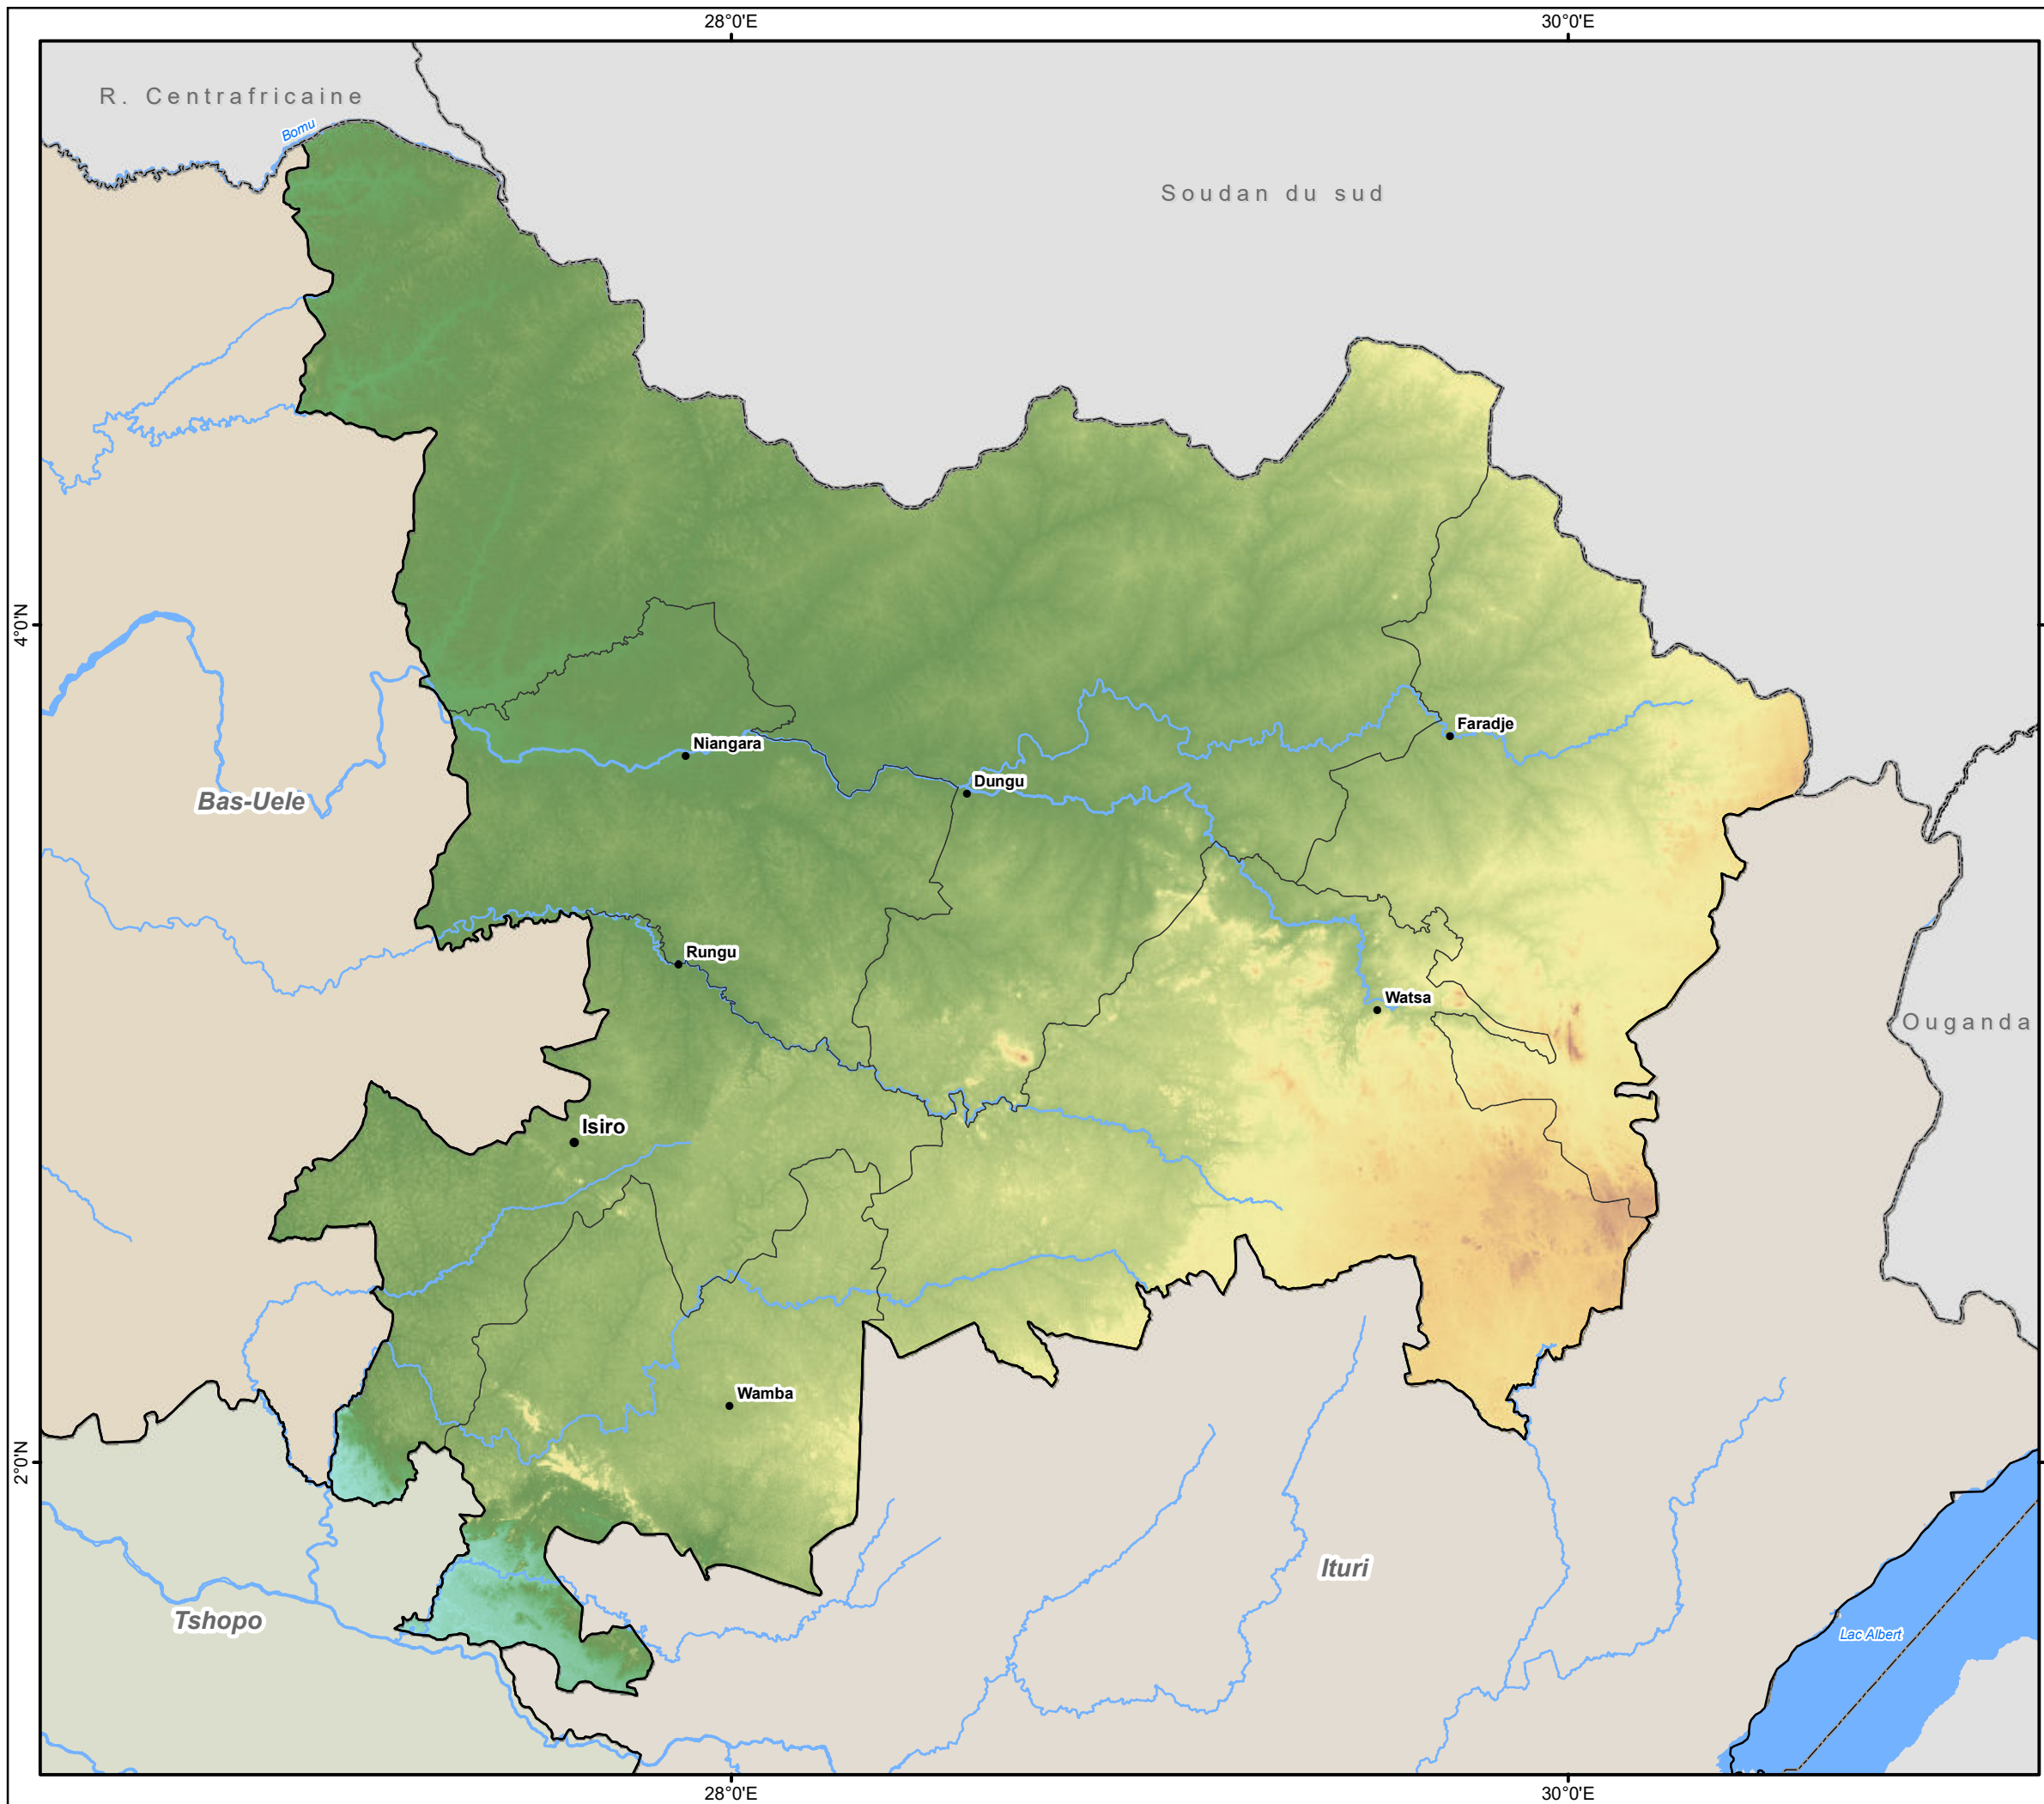 28°0'E
30°0'E
R. Centrafricaine
Bomu
Soudan du sud
4°0'N
Faradje
Niangara
Dungu
Bas-Uele
Rungu
Watsa
Ouganda
Isiro
Wamba
2°0'N
Ituri
Tshopo
Lac Albert
28°0'E
30°0'E